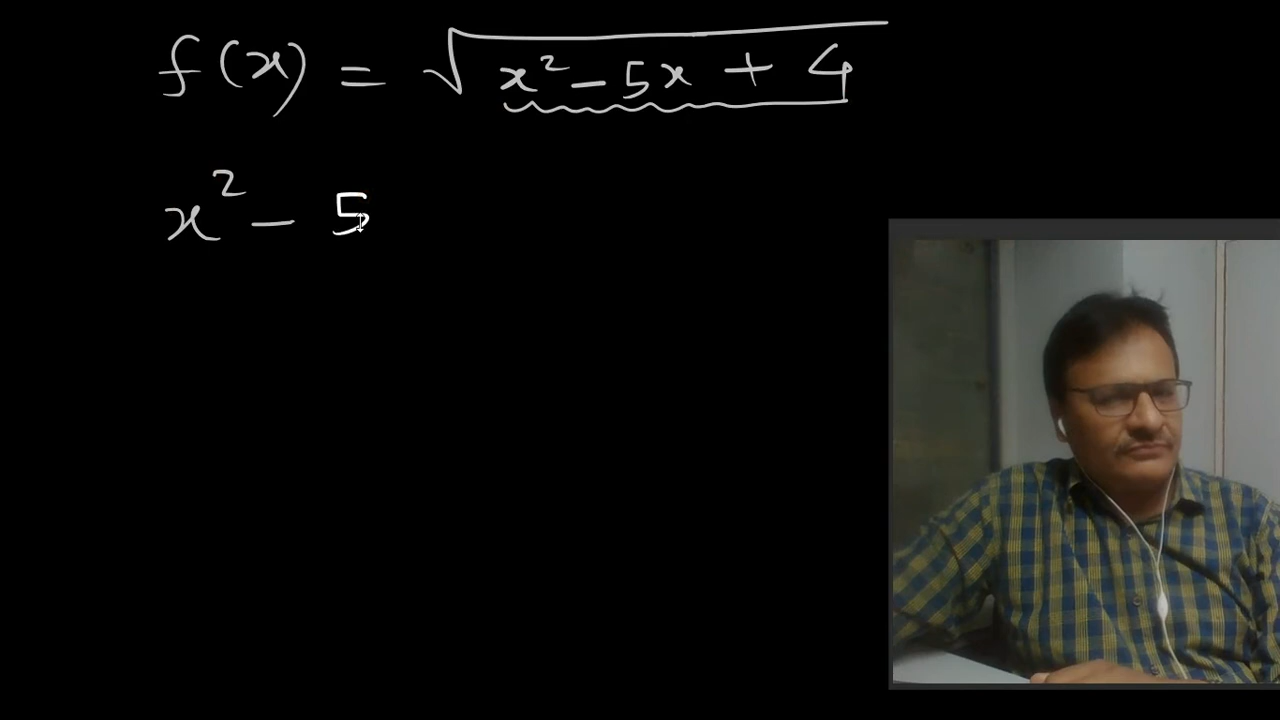 f(x) = √(x² - 5x + 4)
x² - 5